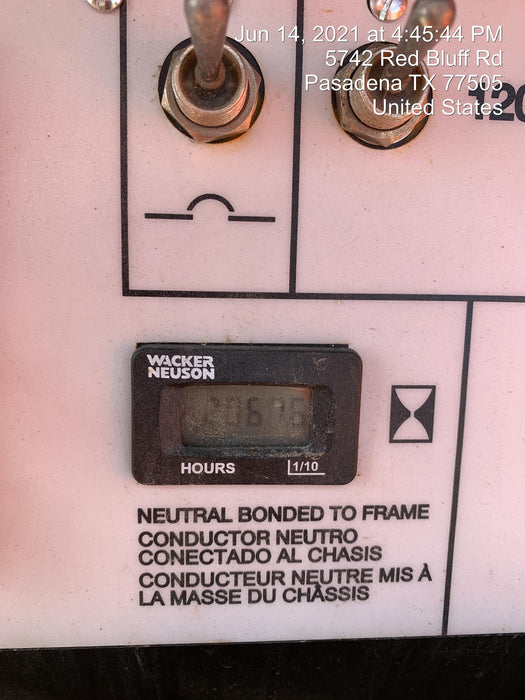 Jun 14, 2021 at 4:45:44 PM
5742 Red Bluff Rd
Pasadena TX 77505
United States
120
WACKER
NEUSON
HOURS 1/10
NEUTRAL BONDED TO FRAME
CONDUCTOR NEUTRO
CONECTADO AL CHASIS
CONDUCTEUR NEUTRE MIS À
LA MASSE DU CHÂSSIS